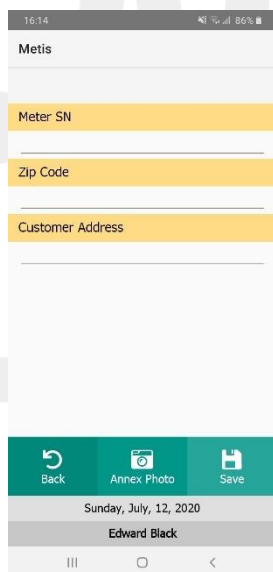 16:14 86%
Metis
Meter SN
Zip Code
Customer Address
Back Annex Photo Save
Sunday, July, 12, 2020
Edward Black